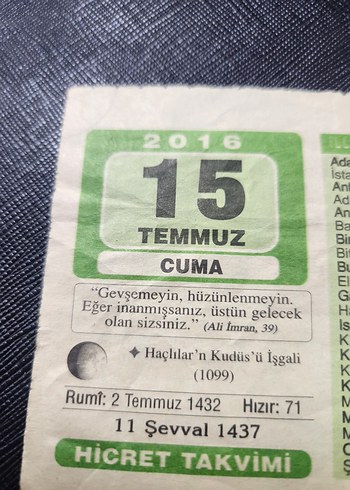 2016
15
TEMMUZ
CUMA
“Gevşemeyin, hüzünlenmeyin.
Eğer inanmışsanız, üstün gelecek
olan sizsiniz.” (Ali İmran, 39)
Haçlılar'n Kudüs'ü İşgali
(1099)
Rumî: 2 Temmuz 1432 Hızır: 71
11 Şevval 1437
HİCRET TAKVİMİ